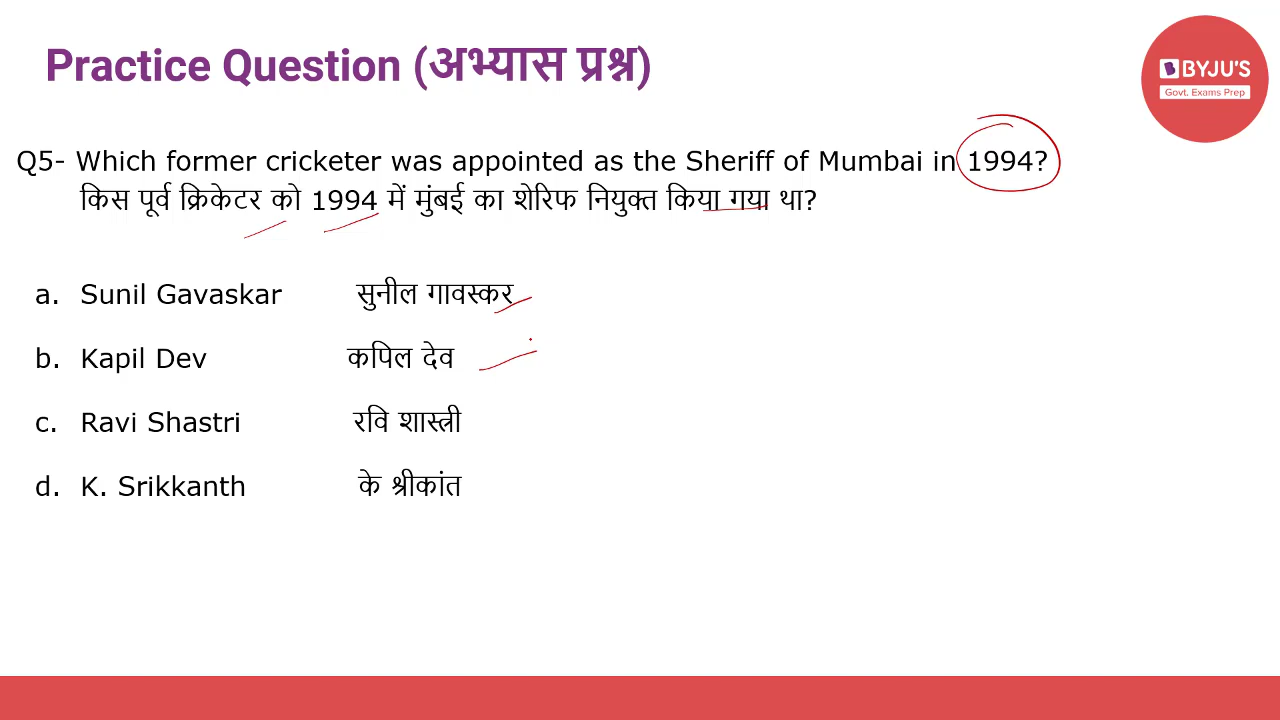 Practice Question (अभ्यास प्रश्न)
BYJU'S
Govt. Exams Prep
Q5- Which former cricketer was appointed as the Sheriff of Mumbai in 1994?
किस पूर्व क्रिकेटर को 1994 में मुंबई का शेरिफ नियुक्त किया गया था?
a. Sunil Gavaskar सुनील गावस्कर
b. Kapil Dev कपिल देव
c. Ravi Shastri रवि शास्त्री
d. K. Srikkanth के श्रीकांत